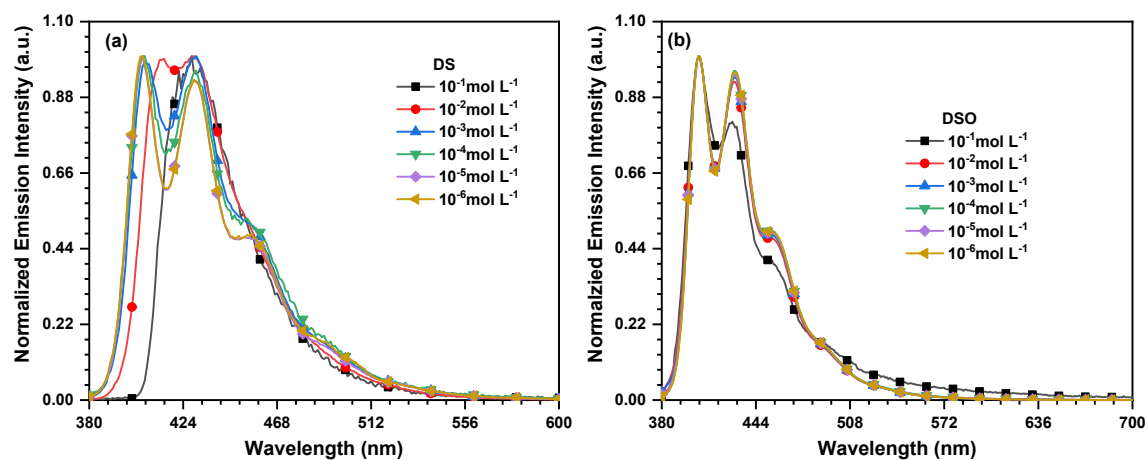 (a)
DS
10⁻¹mol L⁻¹
10⁻²mol L⁻¹
10⁻³mol L⁻¹
10⁻⁴mol L⁻¹
10⁻⁵mol L⁻¹
10⁻⁶mol L⁻¹
Normalized Emission Intensity (a.u.)
1.10
0.88
0.66
0.44
0.22
0.00
380 424 468 512 556 600
Wavelength (nm)
(b)
DSO
10⁻¹mol L⁻¹
10⁻²mol L⁻¹
10⁻³mol L⁻¹
10⁻⁴mol L⁻¹
10⁻⁵mol L⁻¹
10⁻⁶mol L⁻¹
Normalzied Emission Intensity (a.u.)
1.10
0.88
0.66
0.44
0.22
0.00
380 444 508 572 636 700
Wavelength (nm)